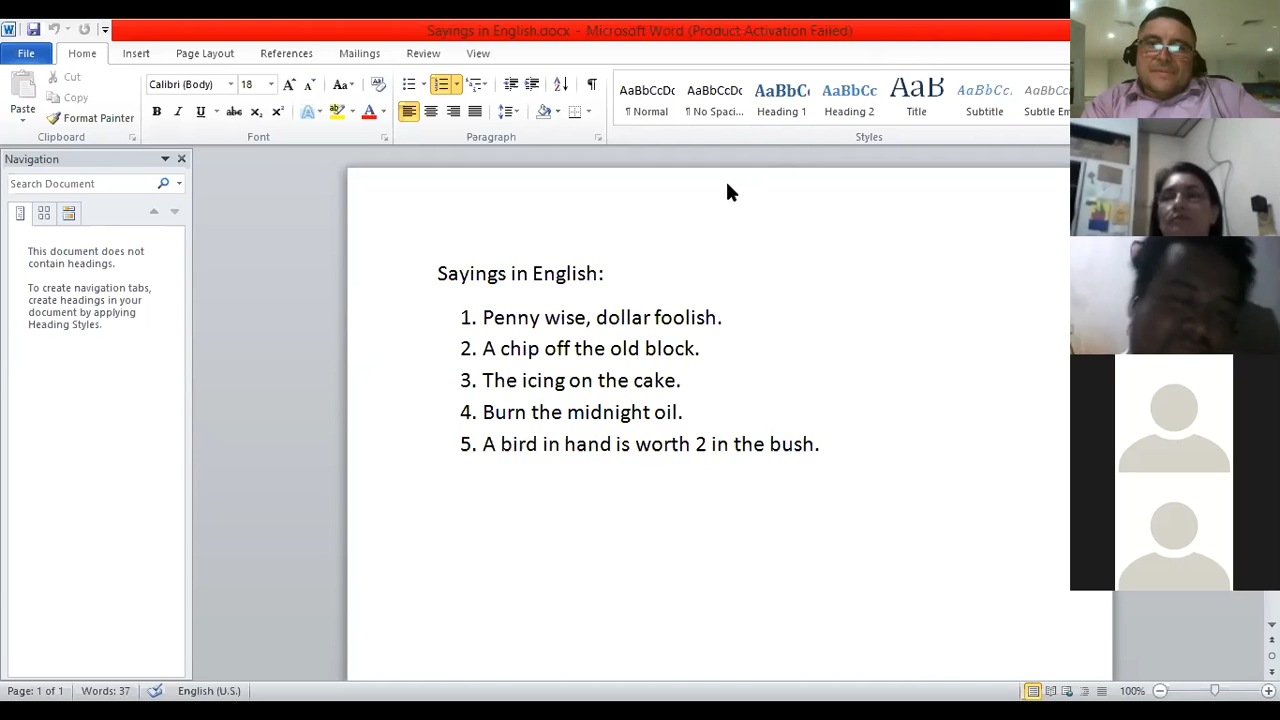 Sayings in English.docx - Microsoft Word (Product Activation Failed)
File Home Insert Page Layout References Mailings Review View
Paste
Cut
Copy
Format Painter
Clipboard
Calibri (Body) 18
Font
Paragraph
AaBbCcDc AaBbCcDc AaBbCc AaBbCc AaB AaBbCc. AaBbCc
¶ Normal ¶ No Spaci... Heading 1 Heading 2 Title Subtitle Subtle Em
Styles
Navigation
Search Document
This document does not
contain headings.
To create navigation tabs,
create headings in your
document by applying
Heading Styles.
Sayings in English:
1. Penny wise, dollar foolish.
2. A chip off the old block.
3. The icing on the cake.
4. Burn the midnight oil.
5. A bird in hand is worth 2 in the bush.
Page: 1 of 1 Words: 37 English (U.S.) 100%